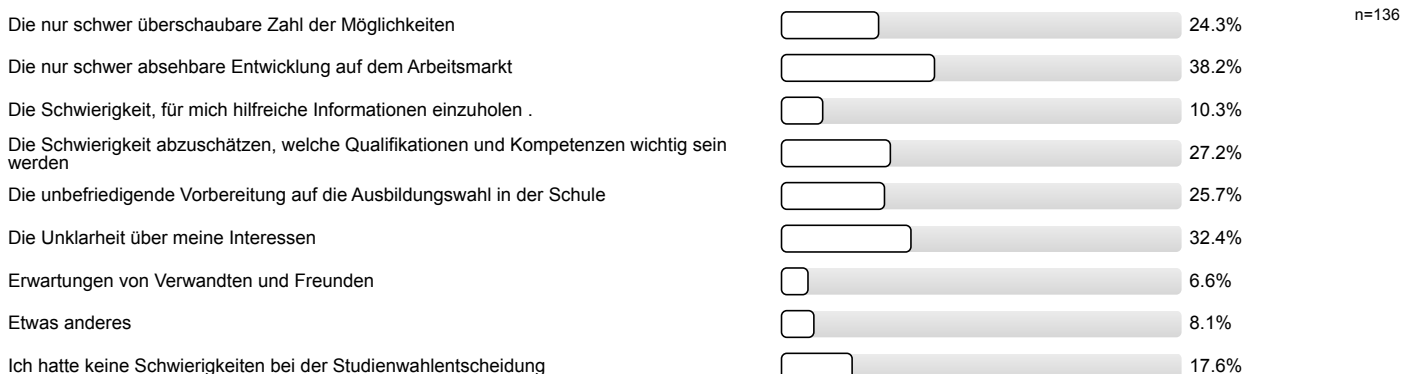 Die nur schwer überschaubare Zahl der Möglichkeiten 24.3% n=136
Die nur schwer absehbare Entwicklung auf dem Arbeitsmarkt 38.2%
Die Schwierigkeit, für mich hilfreiche Informationen einzuholen . 10.3%
Die Schwierigkeit abzuschätzen, welche Qualifikationen und Kompetenzen wichtig sein
werden 27.2%
Die unbefriedigende Vorbereitung auf die Ausbildungswahl in der Schule 25.7%
Die Unklarheit über meine Interessen 32.4%
Erwartungen von Verwandten und Freunden 6.6%
Etwas anderes 8.1%
Ich hatte keine Schwierigkeiten bei der Studienwahlentscheidung 17.6%